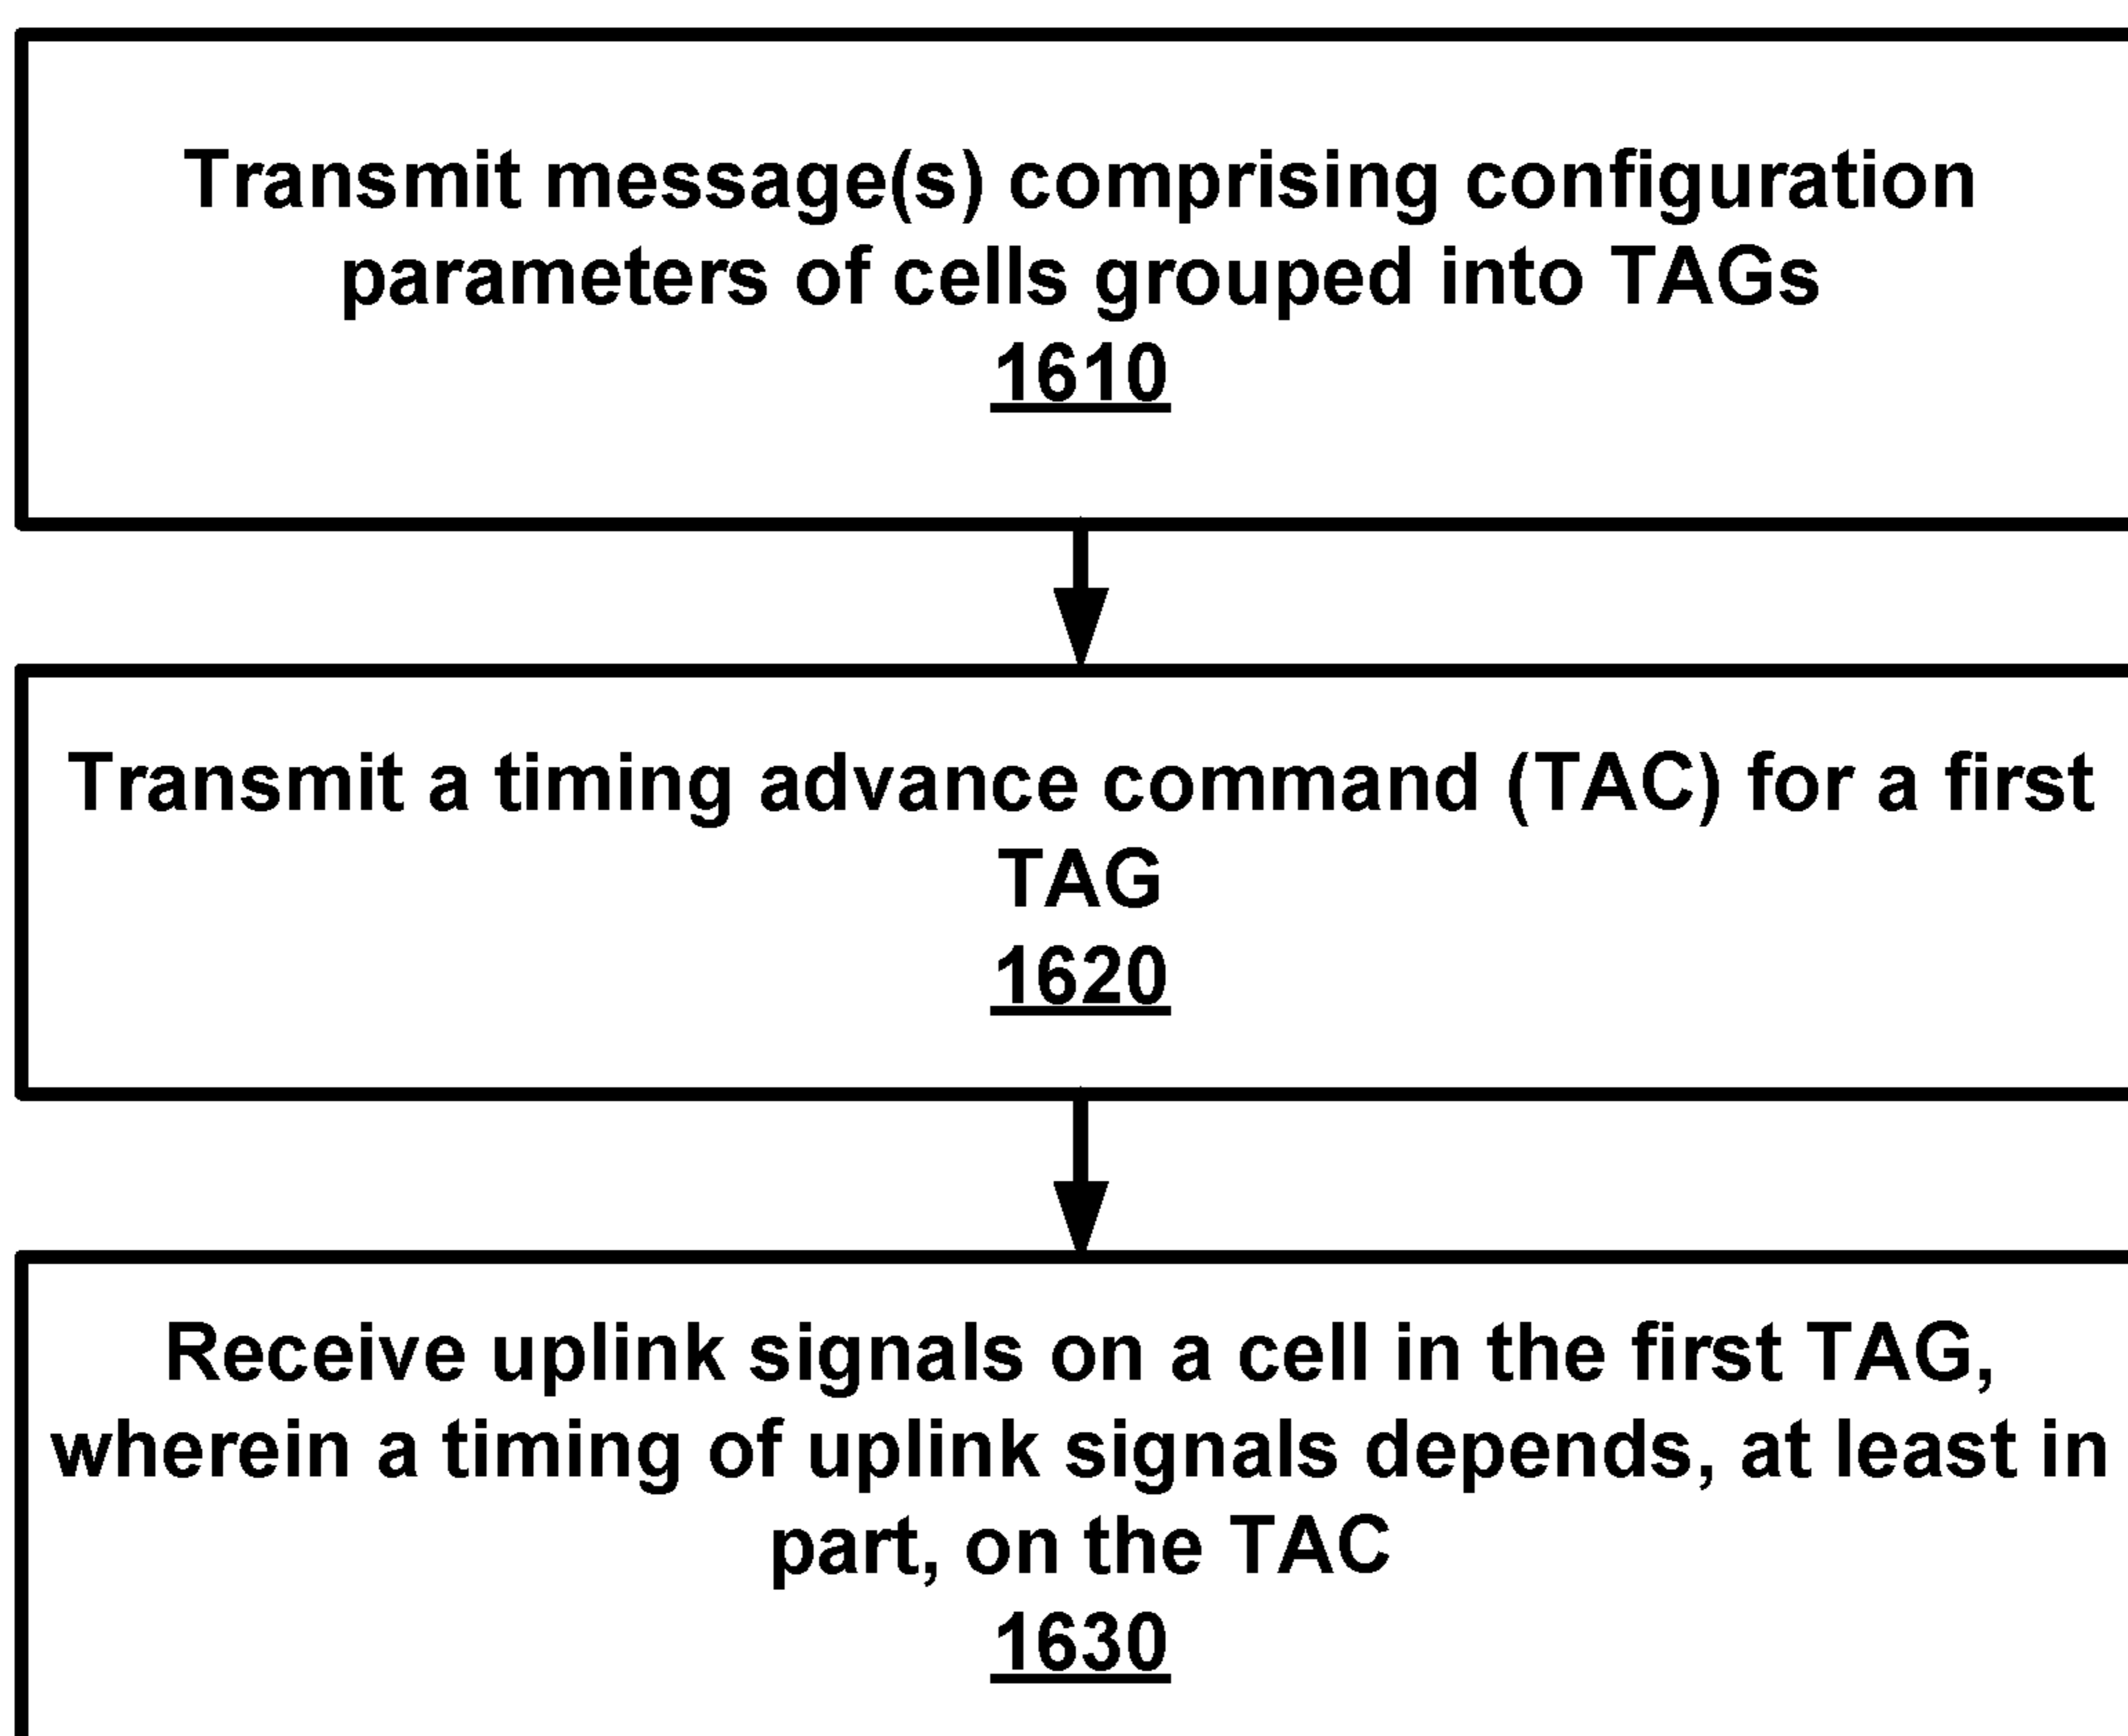 Transmit message(s) comprising configuration
parameters of cells grouped into TAGs
1610
Transmit a timing advance command (TAC) for a first
TAG
1620
Receive uplink signals on a cell in the first TAG,
wherein a timing of uplink signals depends, at least in
part, on the TAC
1630